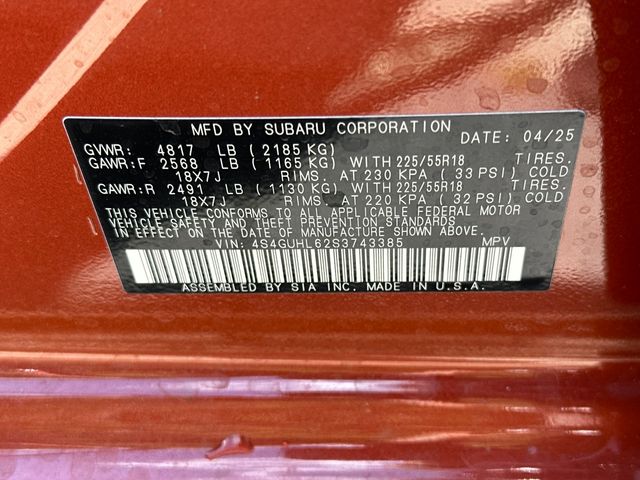 MFD BY SUBARU CORPORATION DATE: 04/25
GVWR: 4817 LB (2185 KG)
GAWR:F 2568 LB (1165 KG) WITH 225/55R18 TIRES.
18X7J RIMS. AT 230 KPA (33 PSI) COLD
GAWR:R 2491 LB (1130 KG) WITH 225/55R18 TIRES.
18X7J RIMS. AT 220 KPA (32 PSI) COLD
THIS VEHICLE CONFORMS TO ALL APPLICABLE FEDERAL MOTOR
VEHICLE SAFETY, BUMPER, AND THEFT PREVENTION STANDARDS
IN EFFECT ON THE DATE OF MANUFACTURE SHOWN ABOVE.
VIN: 4S4GUHL62S3743385 MPV
ASSEMBLED BY SIA INC. MADE IN U.S.A.